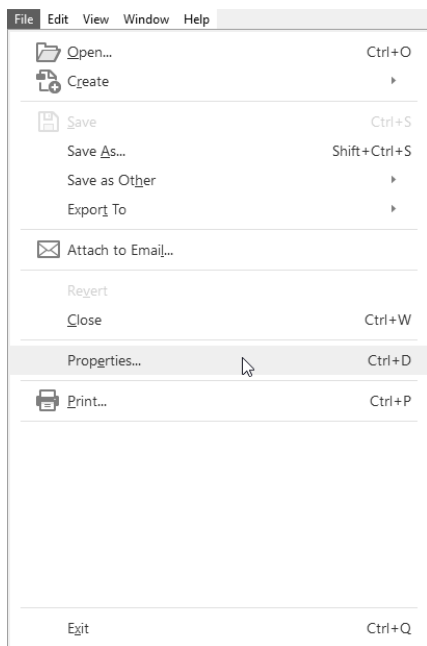 File Edit View Window Help
Open... Ctrl+O
Create
Save Ctrl+S
Save As... Shift+Ctrl+S
Save as Other
Export To
Attach to Email...
Revert
Close Ctrl+W
Properties... Ctrl+D
Print... Ctrl+P
Exit Ctrl+Q